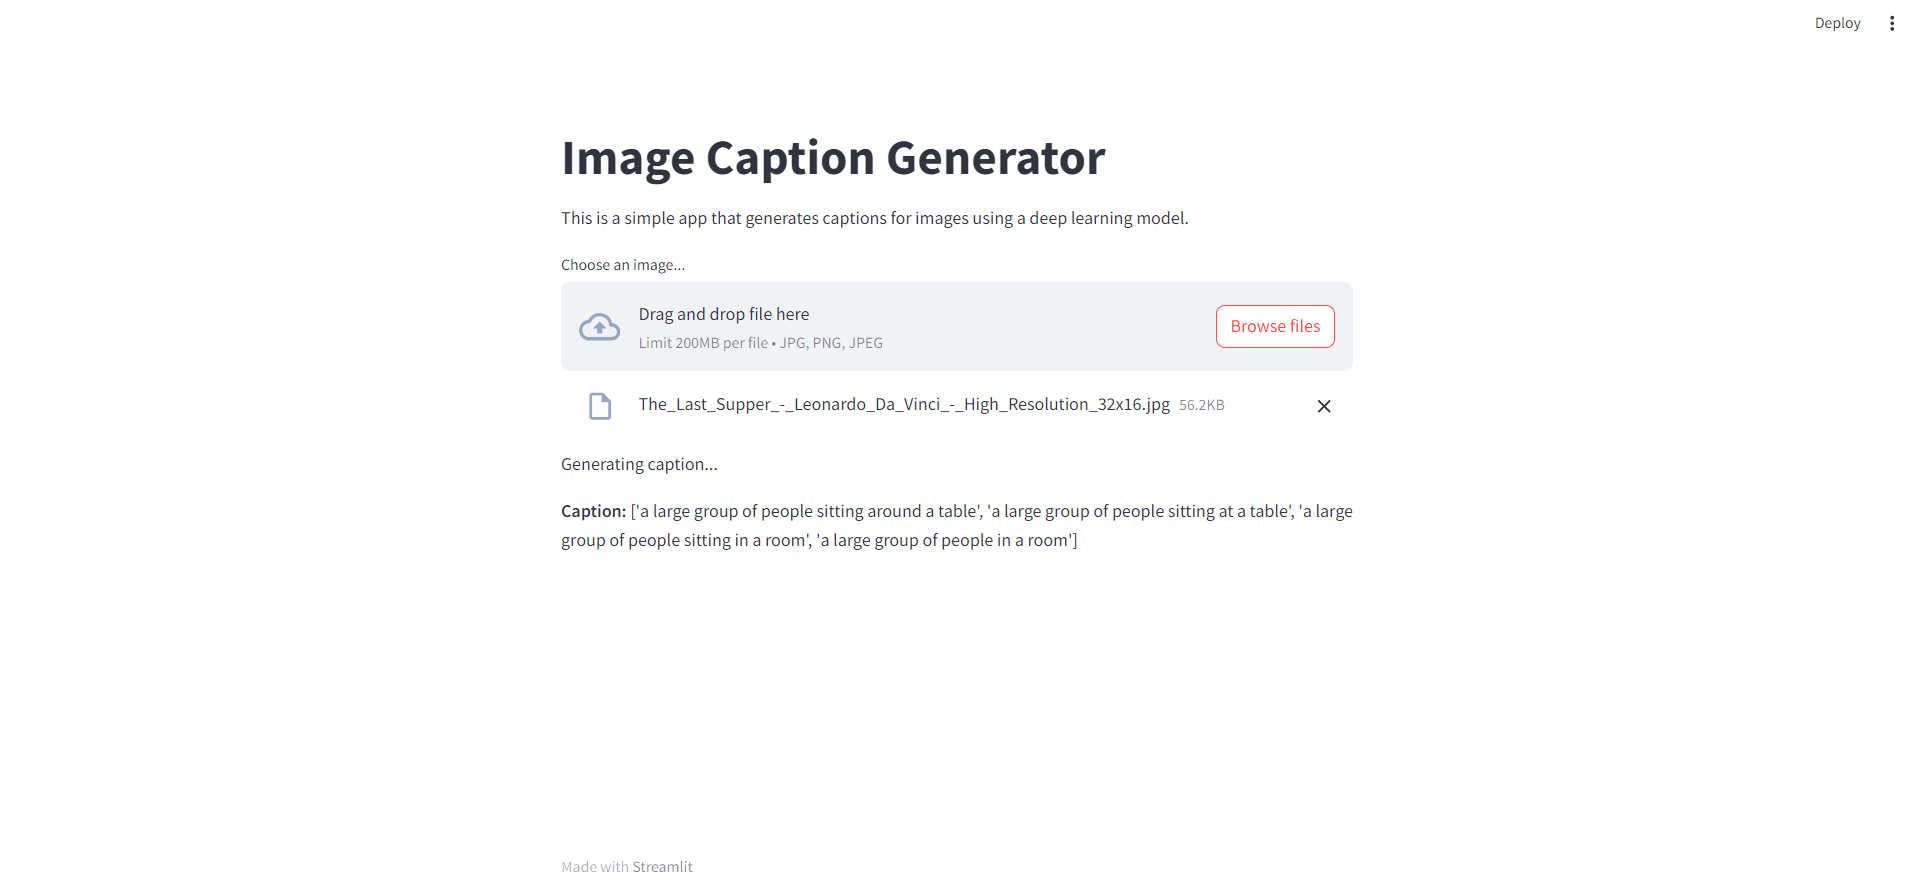 Deploy
Image Caption Generator
This is a simple app that generates captions for images using a deep learning model.
Choose an image...
Drag and drop file here
Limit 200MB per file • JPG, PNG, JPEG
Browse files
The_Last_Supper_-_Leonardo_Da_Vinci_-_High_Resolution_32x16.jpg 56.2KB
Generating caption...
Caption: ['a large group of people sitting around a table', 'a large group of people sitting at a table', 'a large
group of people sitting in a room', 'a large group of people in a room']
Made with Streamlit